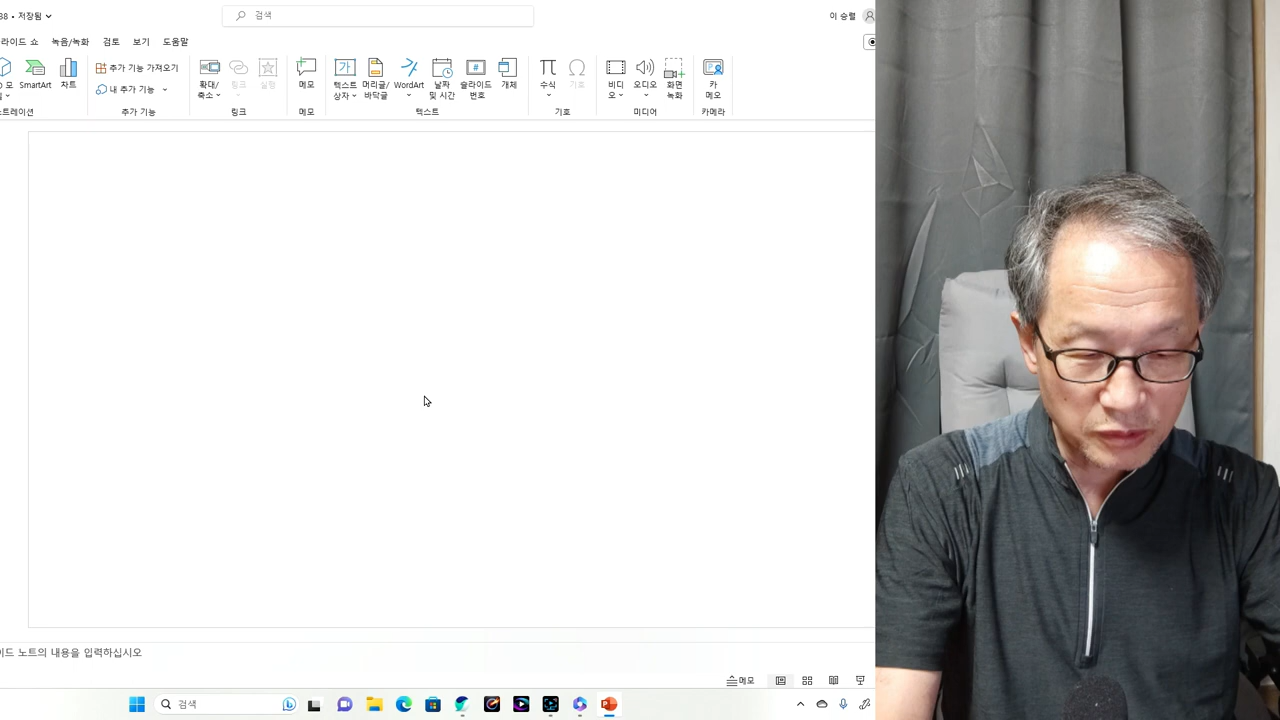 38 • 저장됨
검색
이 승렬
라이드 쇼 녹음/녹화 검토 보기 도움말
SmartArt 차트
추가 기능 가져오기
내 추가 기능
확대/축소
링크
실행
메모
텍스트 상자
머리글/바닥글
WordArt
날짜 및 시간
슬라이드 번호
개체
수식
기호
비디오
오디오
화면 녹화
카메오
스트레이션 추가 기능 링크 메모 텍스트 기호 미디어 카메라
이드 노트의 내용을 입력하십시오
메모
검색